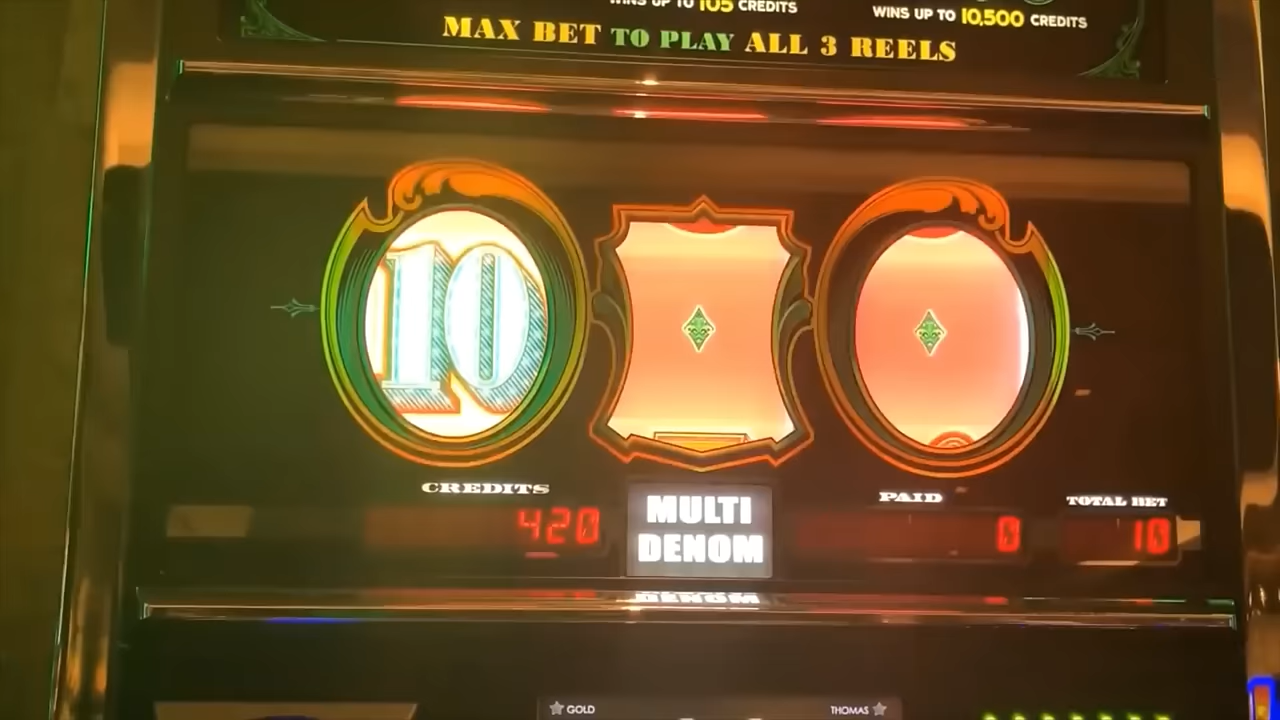 WINS UP TO 105 CREDITS
WINS UP TO 10,500 CREDITS
MAX BET TO PLAY ALL 3 REELS
10
CREDITS
PAID
TOTAL BET
420
MULTI
DENOM
0
10
DENOM
GOLD
THOMAS